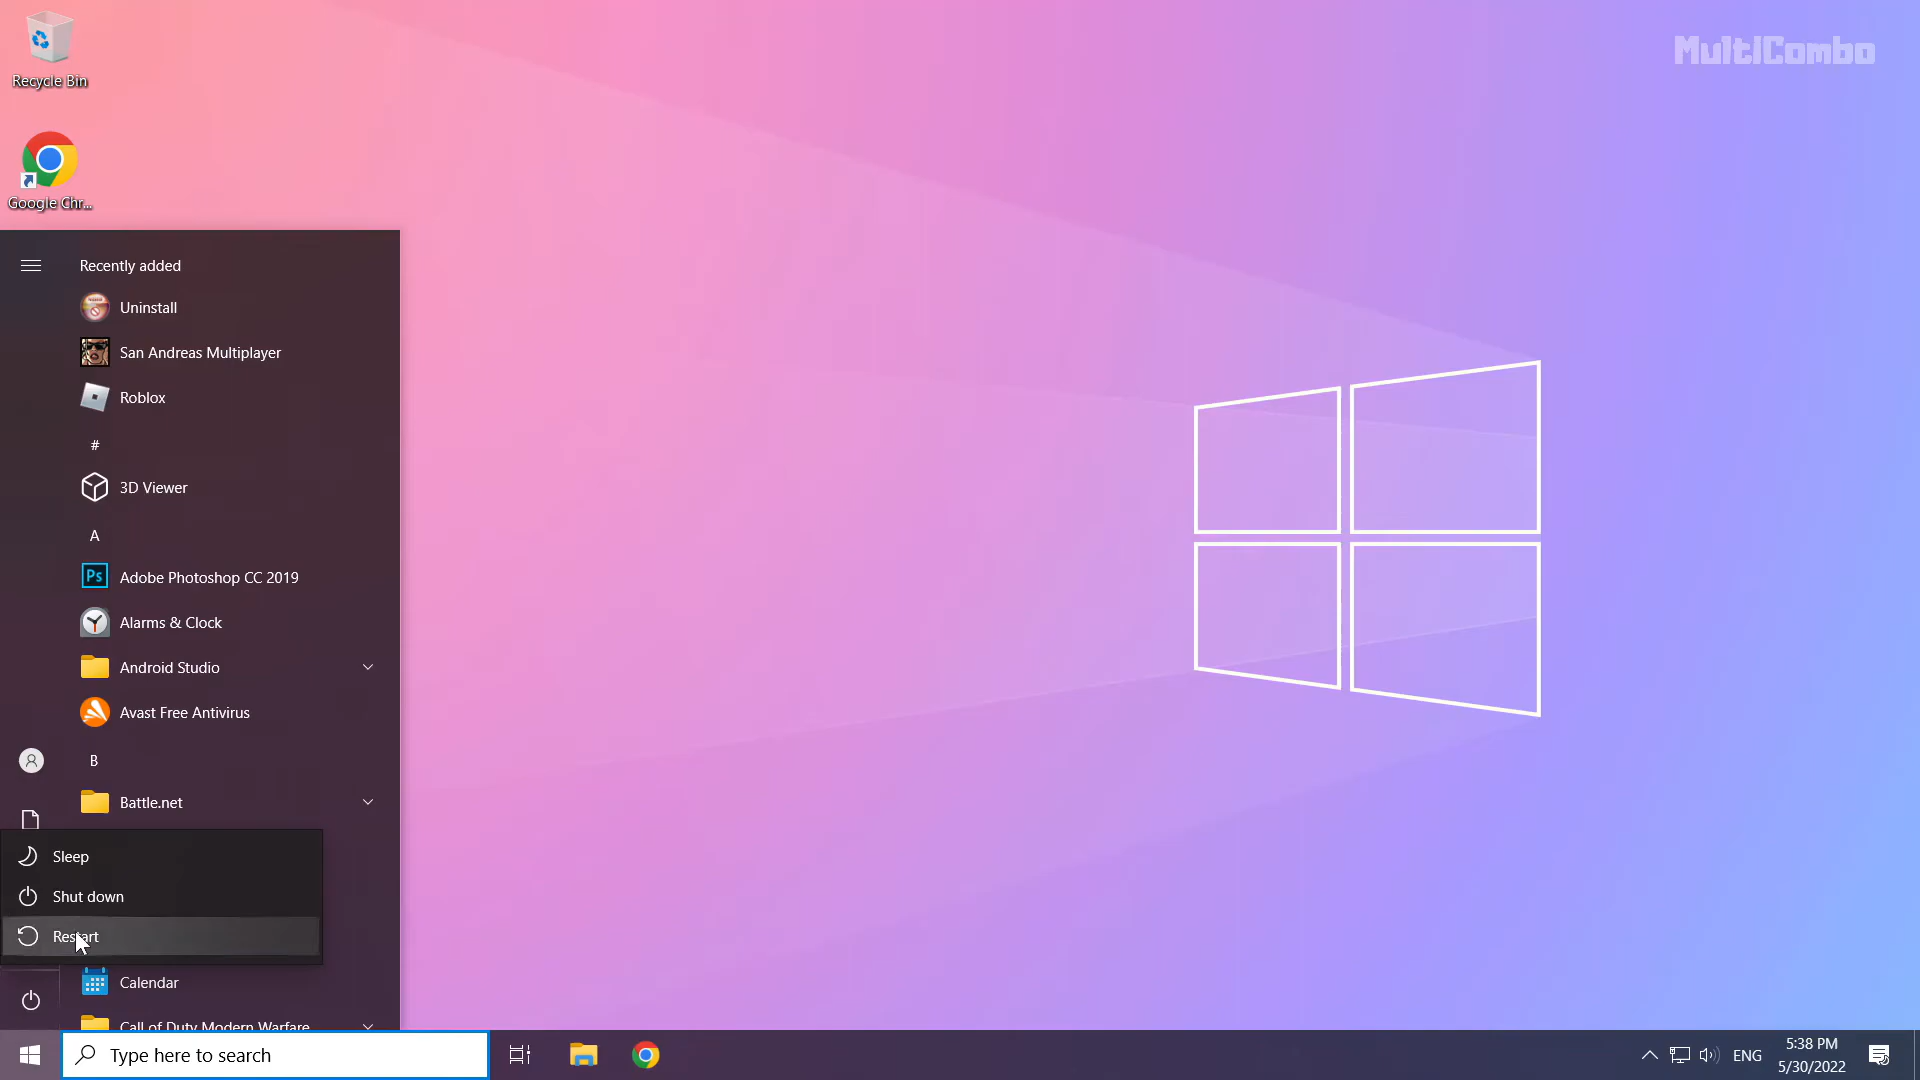 MultiCombo
Recycle Bin
Google Chr...
Recently added
Uninstall
San Andreas Multiplayer
Roblox
#
3D Viewer
A
Ps
Adobe Photoshop CC 2019
Alarms & Clock
Android Studio
Avast Free Antivirus
B
Battle.net
Sleep
Shut down
Restart
Calendar
Call of Duty Modern Warfare
Type here to search
ENG
5:38 PM
5/30/2022